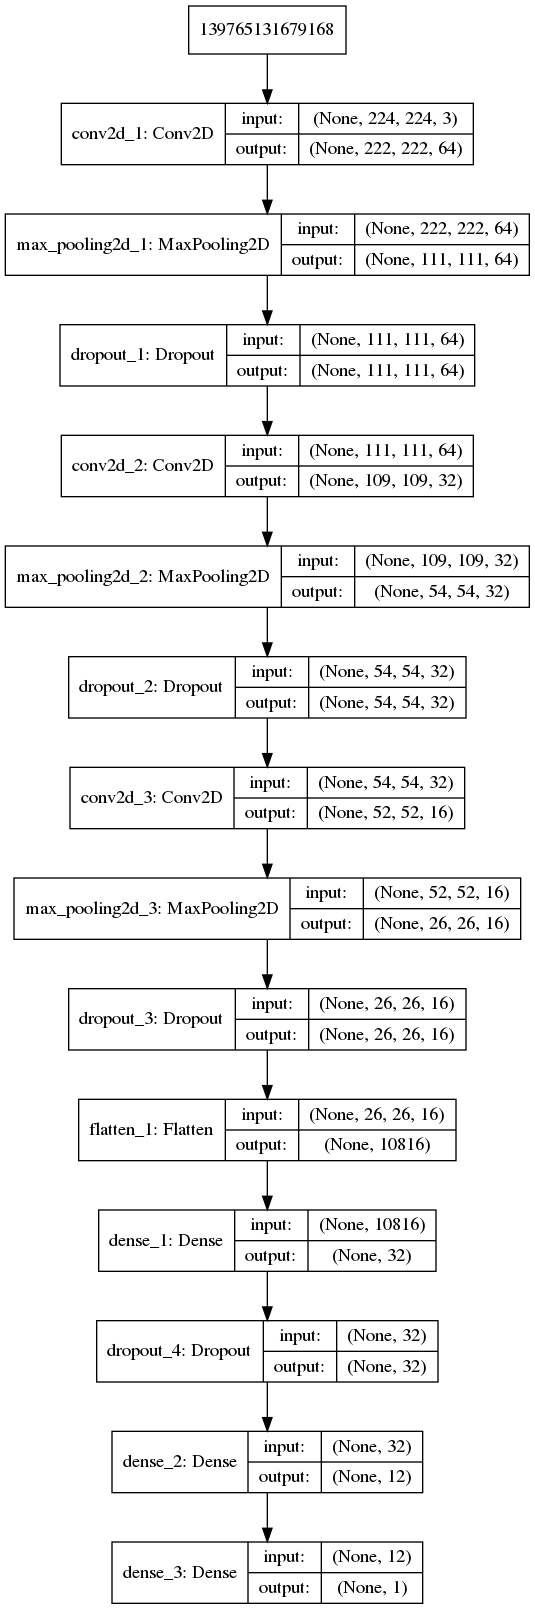 139765131679168
conv2d_1: Conv2D
input: (None, 224, 224, 3)
output: (None, 222, 222, 64)
max_pooling2d_1: MaxPooling2D
input: (None, 222, 222, 64)
output: (None, 111, 111, 64)
dropout_1: Dropout
input: (None, 111, 111, 64)
output: (None, 111, 111, 64)
conv2d_2: Conv2D
input: (None, 111, 111, 64)
output: (None, 109, 109, 32)
max_pooling2d_2: MaxPooling2D
input: (None, 109, 109, 32)
output: (None, 54, 54, 32)
dropout_2: Dropout
input: (None, 54, 54, 32)
output: (None, 54, 54, 32)
conv2d_3: Conv2D
input: (None, 54, 54, 32)
output: (None, 52, 52, 16)
max_pooling2d_3: MaxPooling2D
input: (None, 52, 52, 16)
output: (None, 26, 26, 16)
dropout_3: Dropout
input: (None, 26, 26, 16)
output: (None, 26, 26, 16)
flatten_1: Flatten
input: (None, 26, 26, 16)
output: (None, 10816)
dense_1: Dense
input: (None, 10816)
output: (None, 32)
dropout_4: Dropout
input: (None, 32)
output: (None, 32)
dense_2: Dense
input: (None, 32)
output: (None, 12)
dense_3: Dense
input: (None, 12)
output: (None, 1)